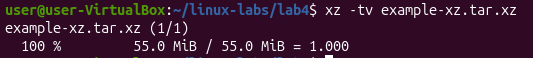 user@user-VirtualBox:~/linux-labs/lab4$ xz -tv example-xz.tar.xz
example-xz.tar.xz (1/1)
100 % 55.0 MiB / 55.0 MiB = 1.000